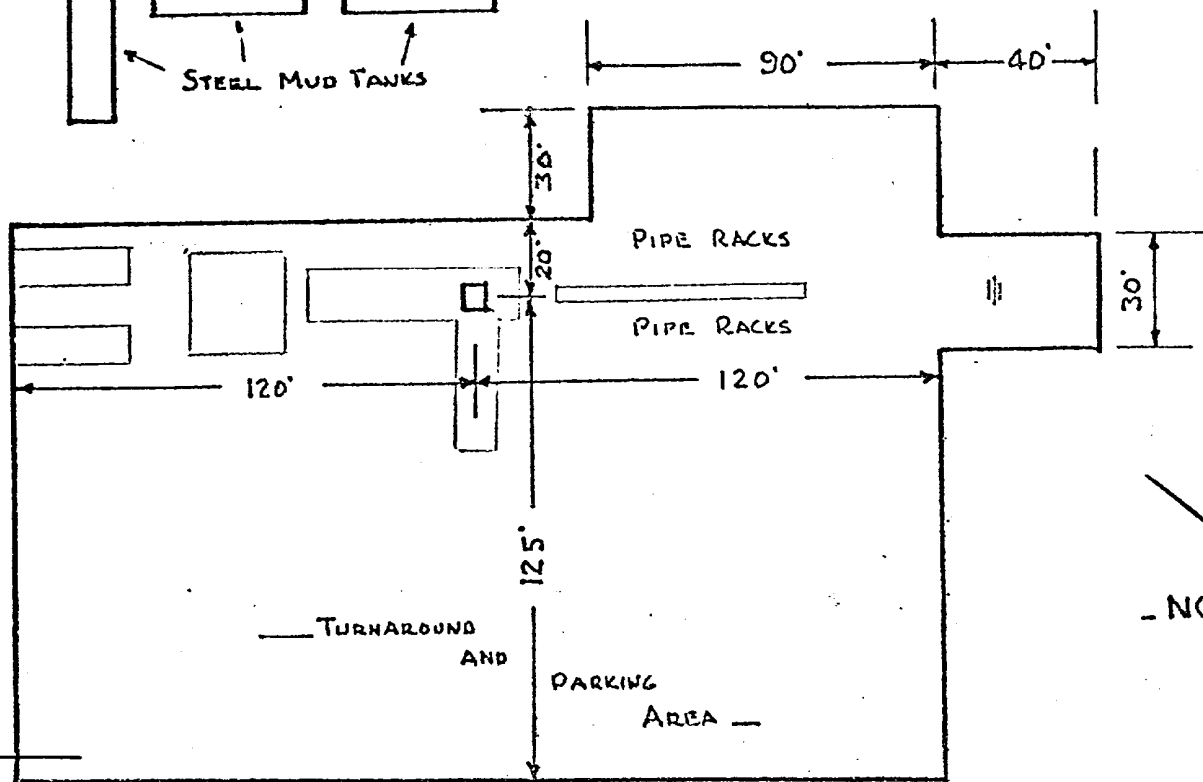 STEEL MUD TANKS
90'
40'
30'
20'
PIPE RACKS
30'
PIPE RACKS
120'
120'
125'
TURNAROUND
AND
PARKING
AREA
NO